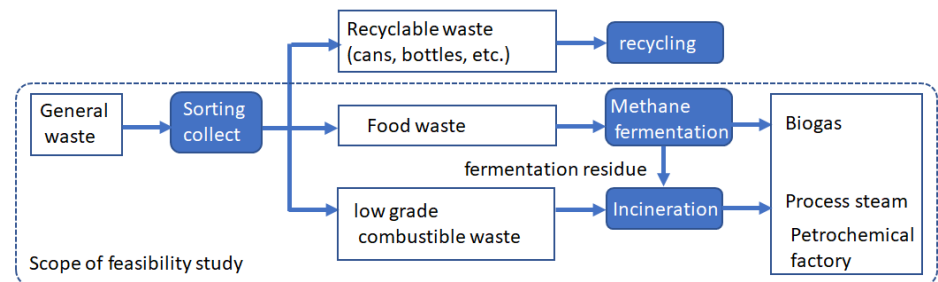 Recyclable waste
(cans, bottles, etc.)
recycling
General
waste
Sorting
collect
Food waste
Methane
fermentation
Biogas
fermentation residue
low grade
combustible waste
Incineration
Process steam
Petrochemical
factory
Scope of feasibility study